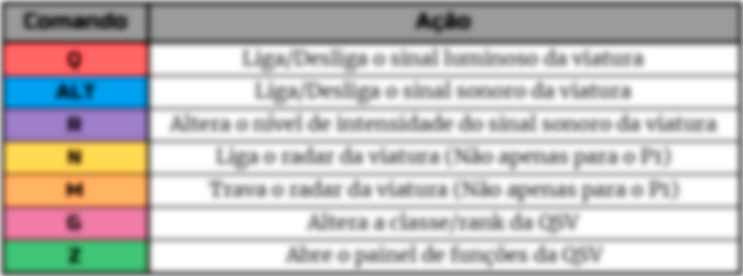 Comando Ação
Q Liga/Desliga o sinal luminoso da viatura
ALT Liga/Desliga o sinal sonoro da viatura
R Altera o nível de intensidade do sinal sonoro da viatura
N Liga o radar da viatura (Não apenas para o P1)
M Trava o radar da viatura (Não apenas para o P1)
G Altera a classe/rank da QSV
Z Abre o painel de funções da QSV